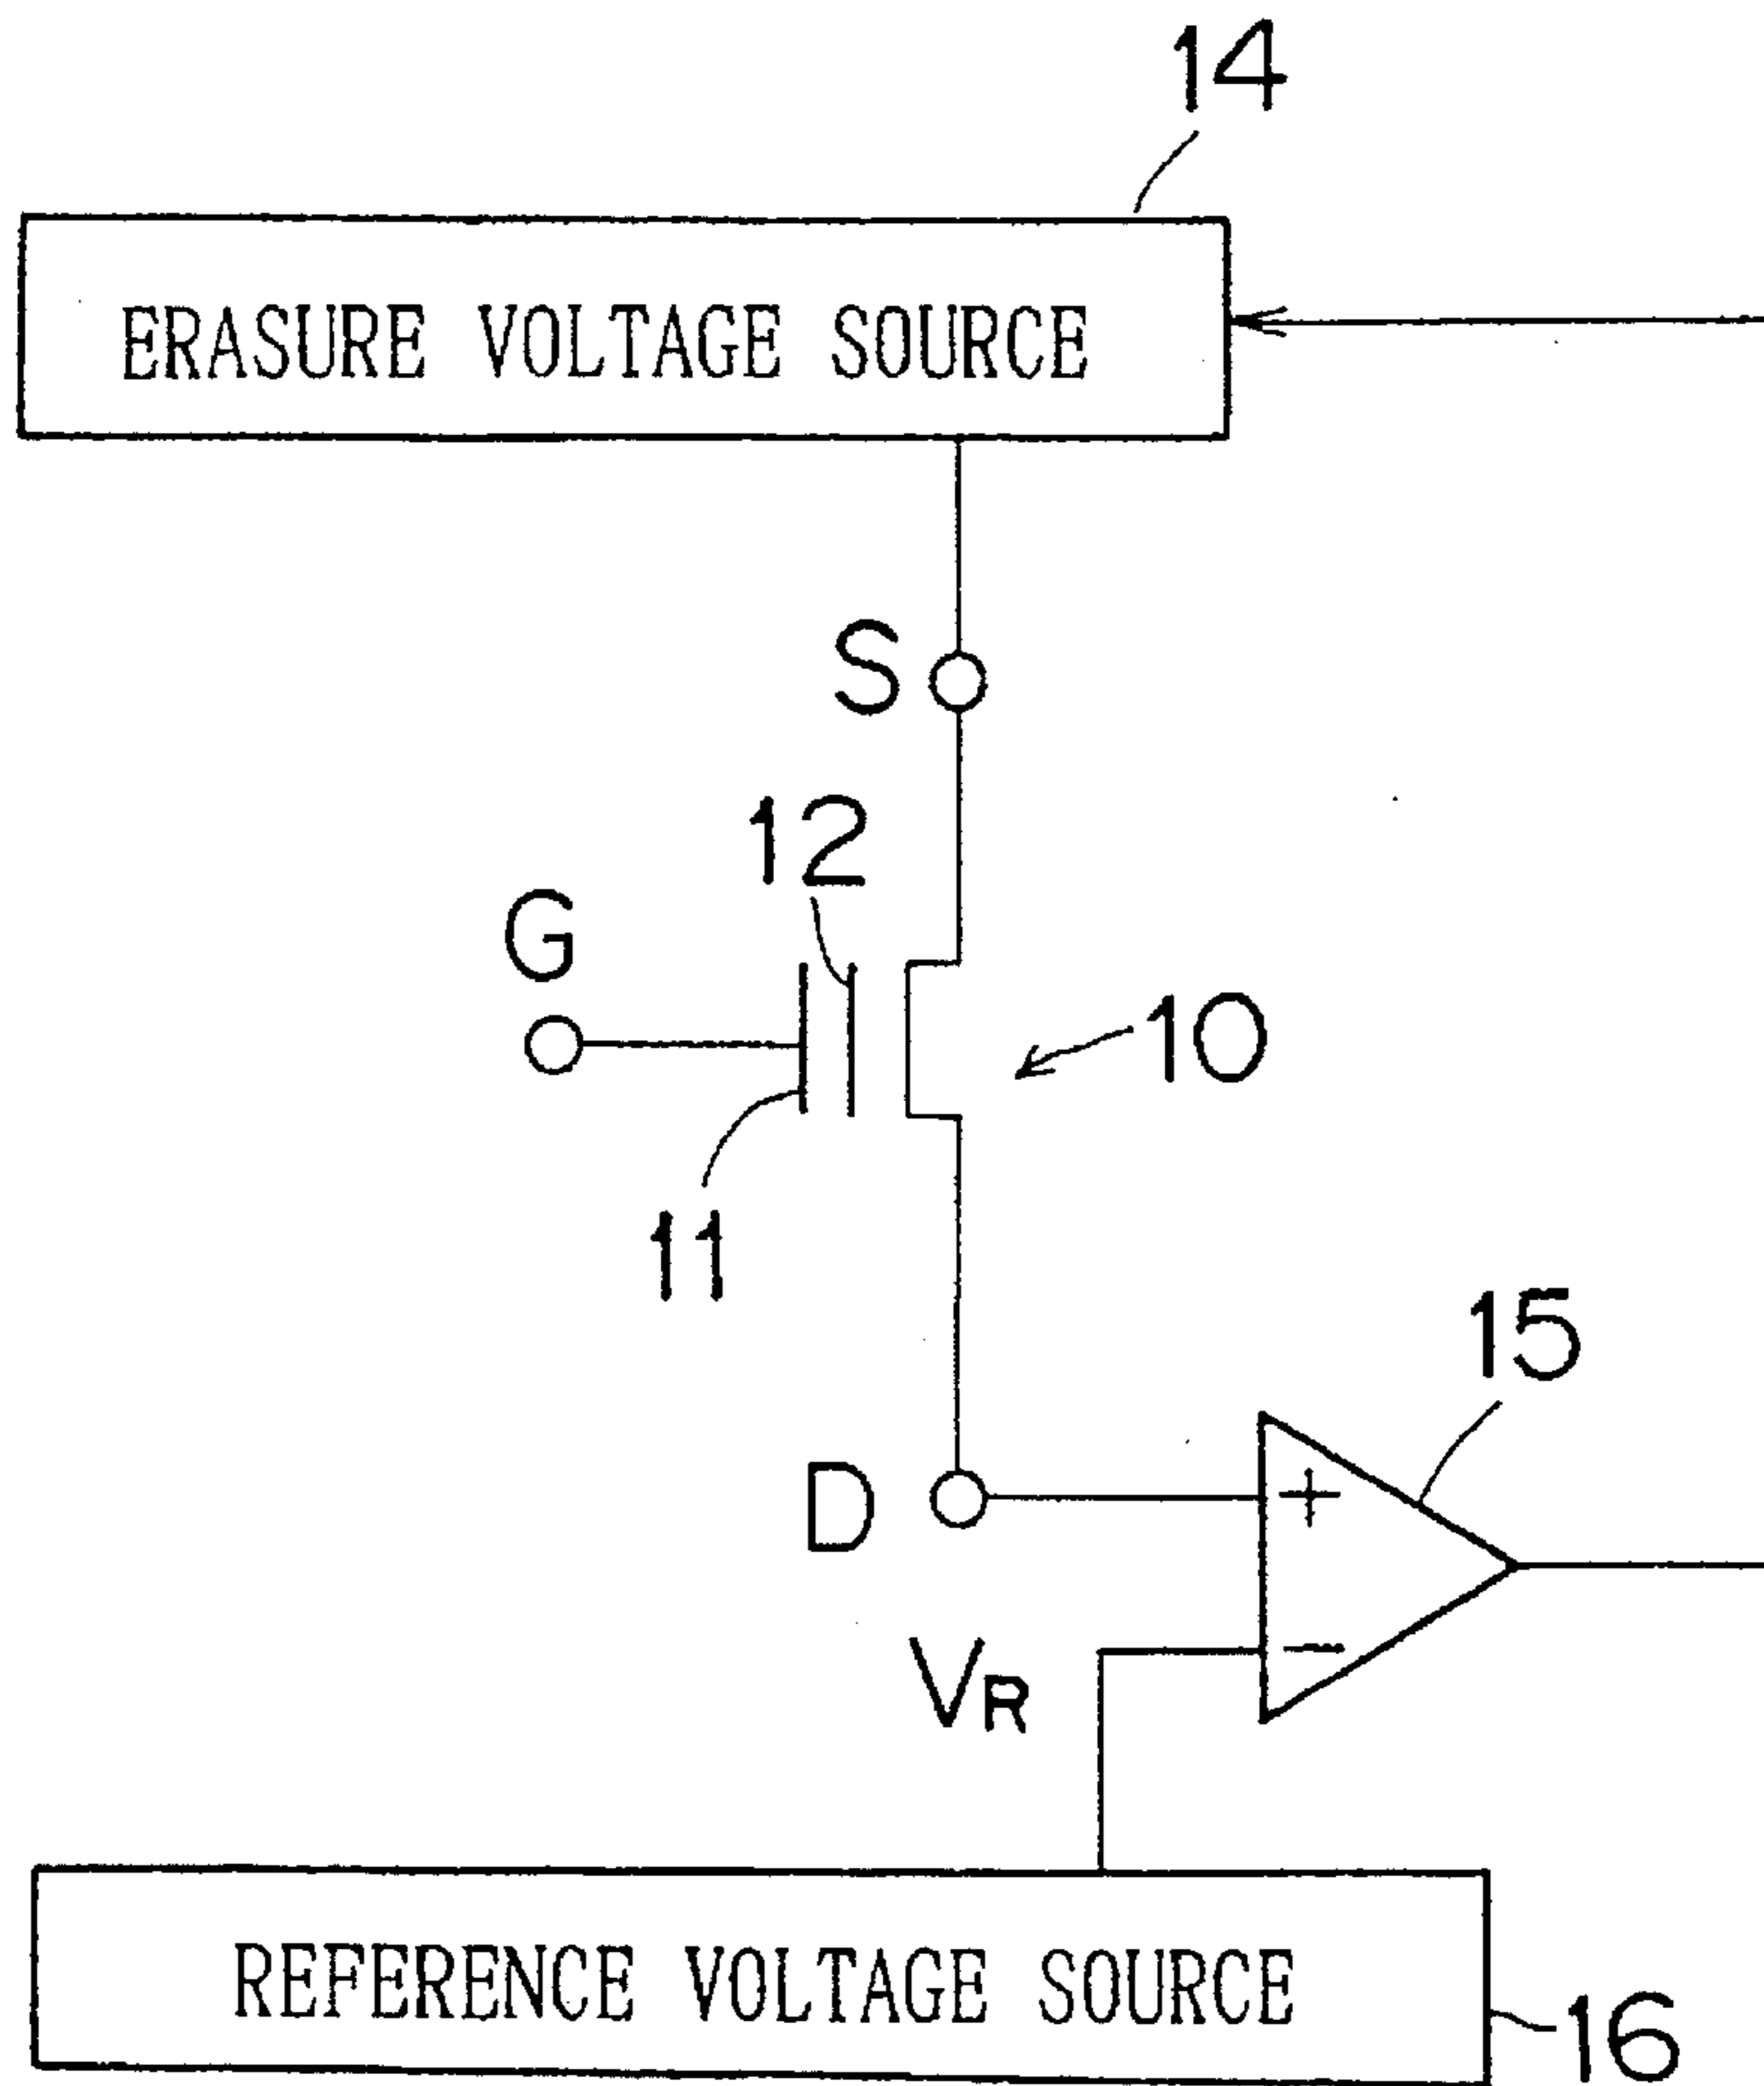 14
ERASURE VOLTAGE SOURCE
S
12
G
10
11
15
D
+
VR
−
REFERENCE VOLTAGE SOURCE
16